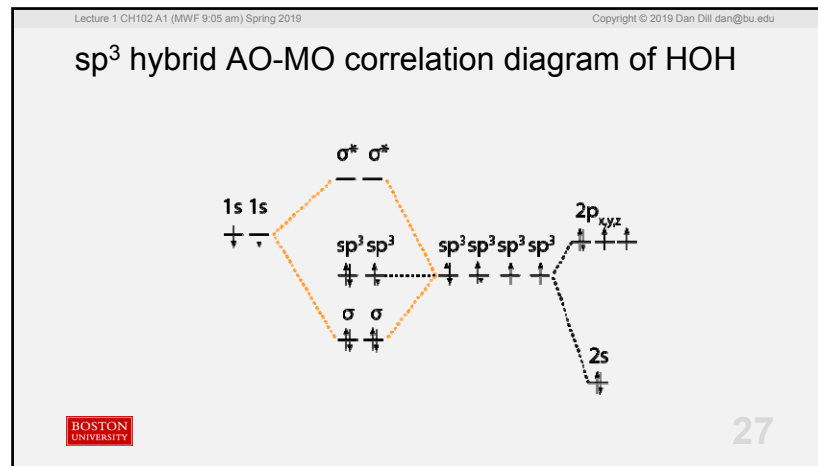 Lecture 1 CH102 A1 (MWF 9:05 am) Spring 2019
Copyright © 2019 Dan Dill dan@bu.edu
sp³ hybrid AO-MO correlation diagram of HOH
σ* σ*
1s 1s
2pₓ,y,z
sp³ sp³
sp³ sp³ sp³ sp³
σ σ
2s
BOSTON
UNIVERSITY
27